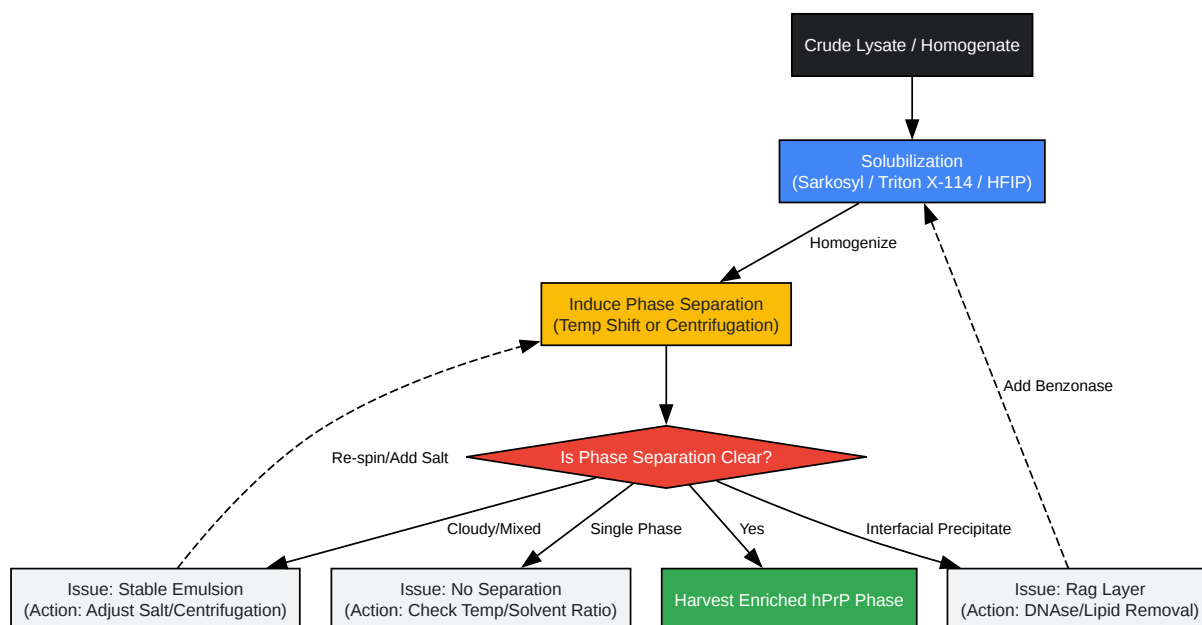 Crude Lysate / Homogenate
Solubilization
(Sarkosyl / Triton X-114 / HFIP)
Homogenize
Induce Phase Separation
(Temp Shift or Centrifugation)
Add Benzonase
Re-spin/Add Salt
Is Phase Separation Clear?
Cloudy/Mixed
Single Phase
Yes
Interfacial Precipitate
Issue: Stable Emulsion
(Action: Adjust Salt/Centrifugation)
Issue: No Separation
(Action: Check Temp/Solvent Ratio)
Harvest Enriched hPrP Phase
Issue: Rag Layer
(Action: DNAse/Lipid Removal)